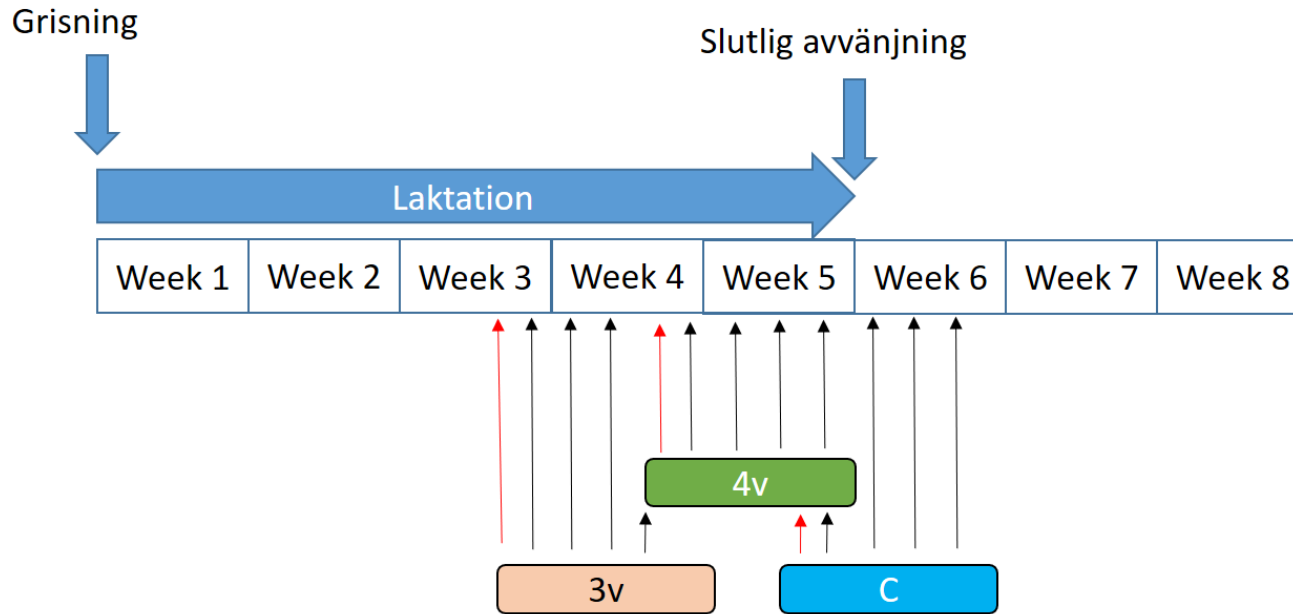 Grisning
Slutlig avvänjning
Laktation
Week 1 Week 2 Week 3 Week 4 Week 5 Week 6 Week 7 Week 8
4v
3v C